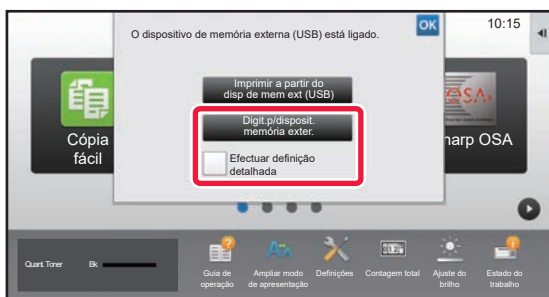 O dispositivo de memória externa (USB) está ligado.
OK
10:15
Imprimir a partir do
disp de mem ext (USB)
Digit.p/disposit.
memória exter.
Efectuar definição
detalhada
Cópia
fácil
harp OSA
Quant. Toner
Bk
Guia de
operação
Ampliar modo
de apresentação
Definições
Contagem total
Ajuste do
brilho
Estado do
trabalho